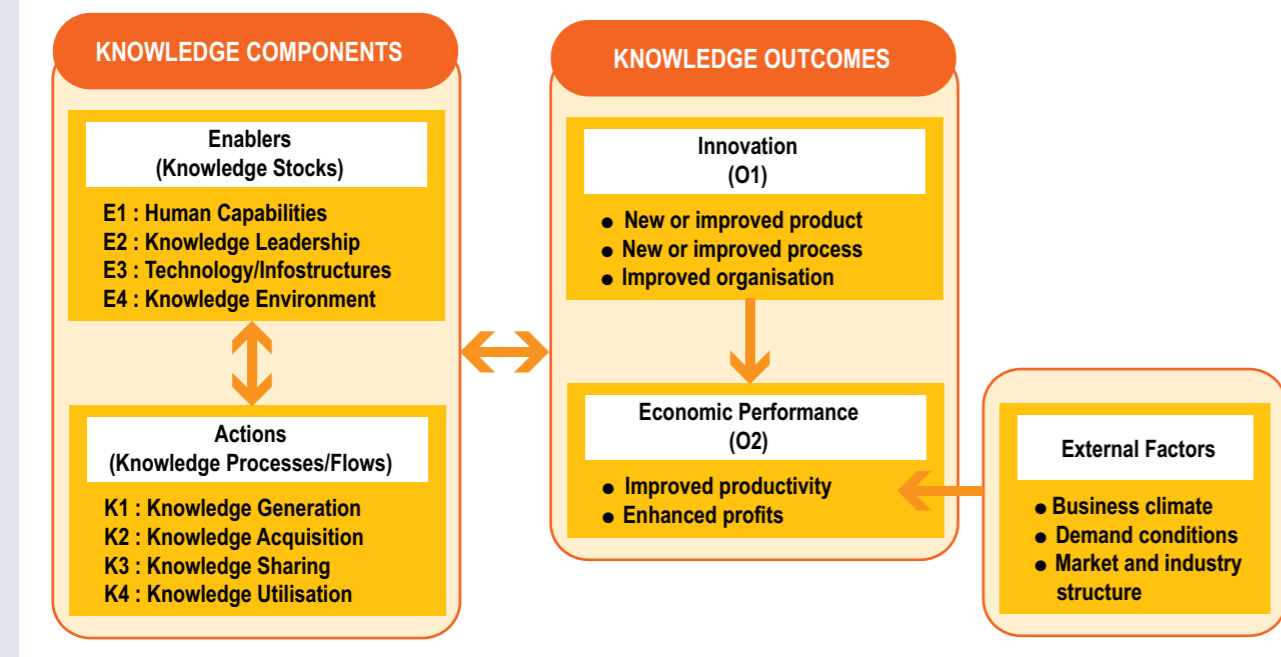 KNOWLEDGE COMPONENTS
Enablers
(Knowledge Stocks)
E1 : Human Capabilities
E2 : Knowledge Leadership
E3 : Technology/Infostructures
E4 : Knowledge Environment
Actions
(Knowledge Processes/Flows)
K1 : Knowledge Generation
K2 : Knowledge Acquisition
K3 : Knowledge Sharing
K4 : Knowledge Utilisation
KNOWLEDGE OUTCOMES
Innovation
(O1)
● New or improved product
● New or improved process
● Improved organisation
Economic Performance
(O2)
● Improved productivity
● Enhanced profits
External Factors
● Business climate
● Demand conditions
● Market and industry
structure